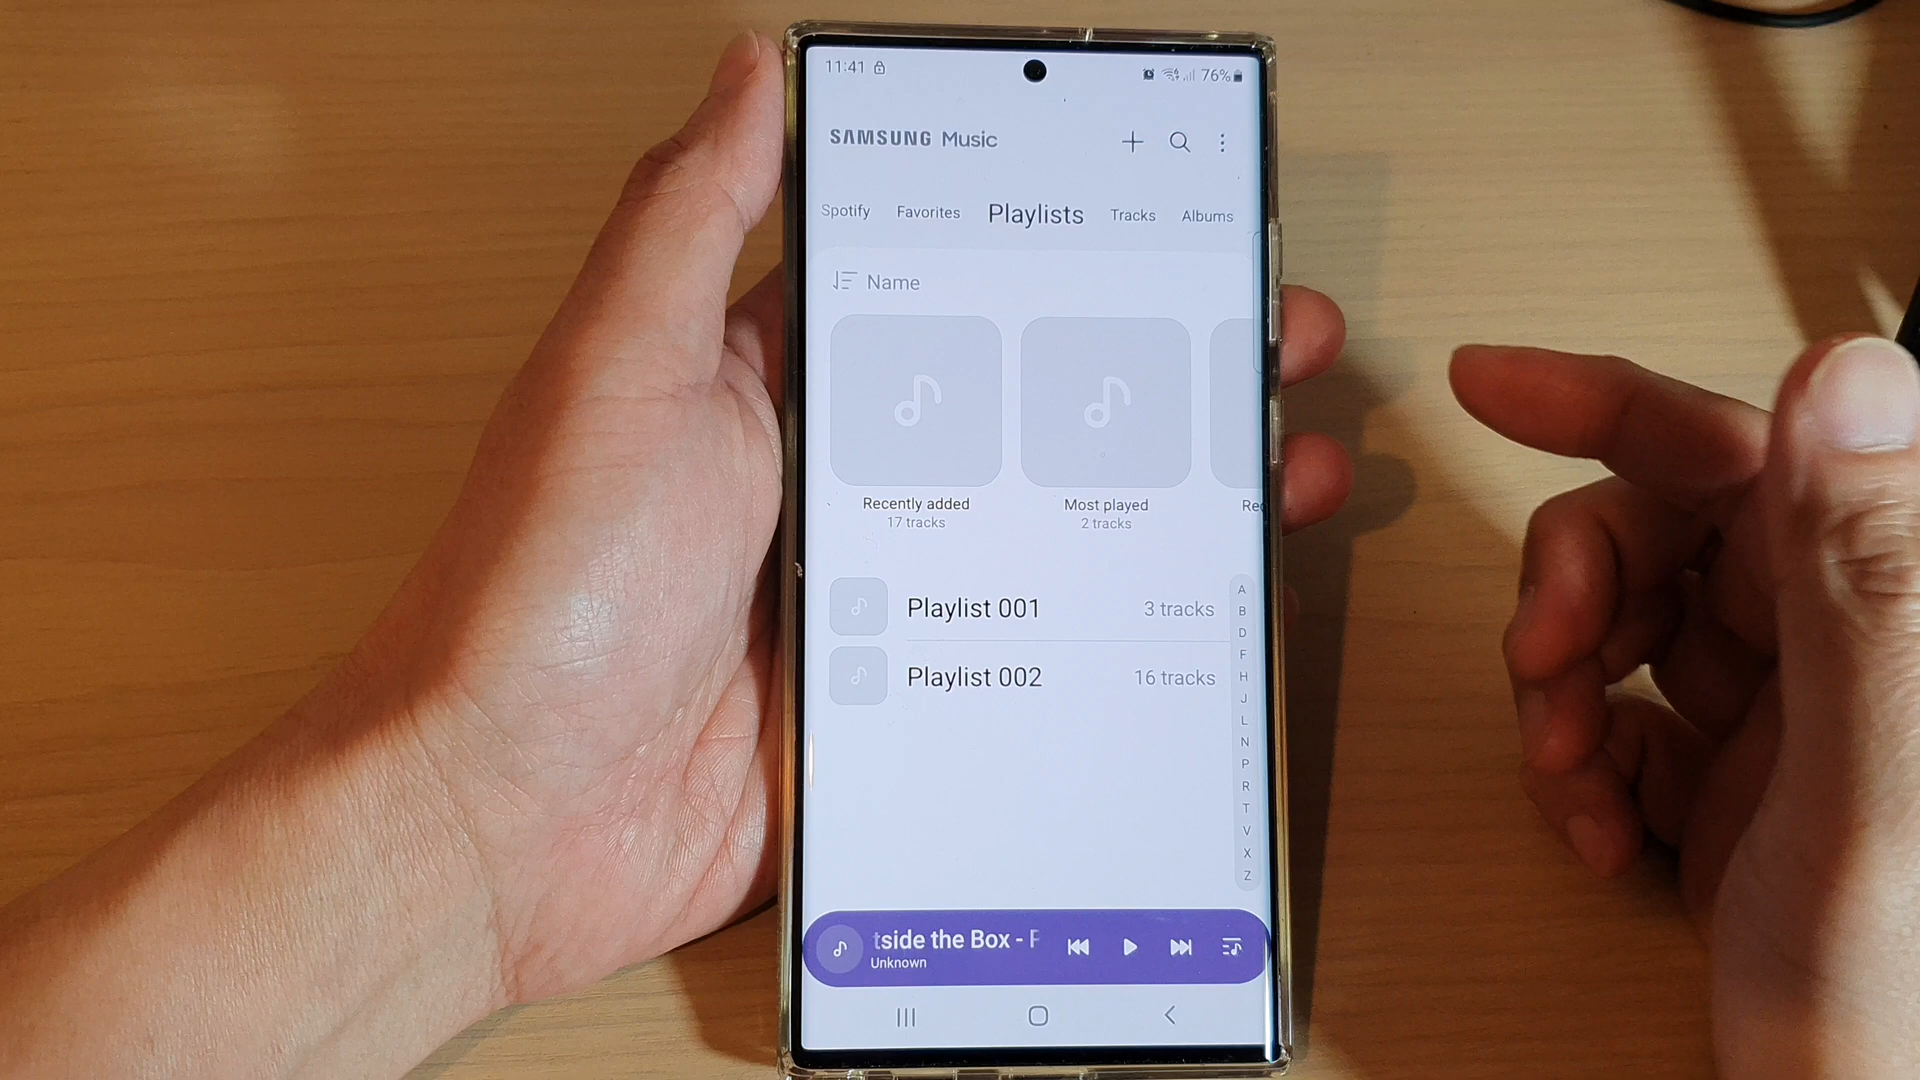 11:41
76%
SAMSUNG Music
Spotify Favorites Playlists Tracks Albums
Name
Recently added
17 tracks
Most played
2 tracks
Rec
Playlist 001 3 tracks
Playlist 002 16 tracks
A
B
D
F
H
J
L
N
P
R
T
V
X
Z
tside the Box - F
Unknown